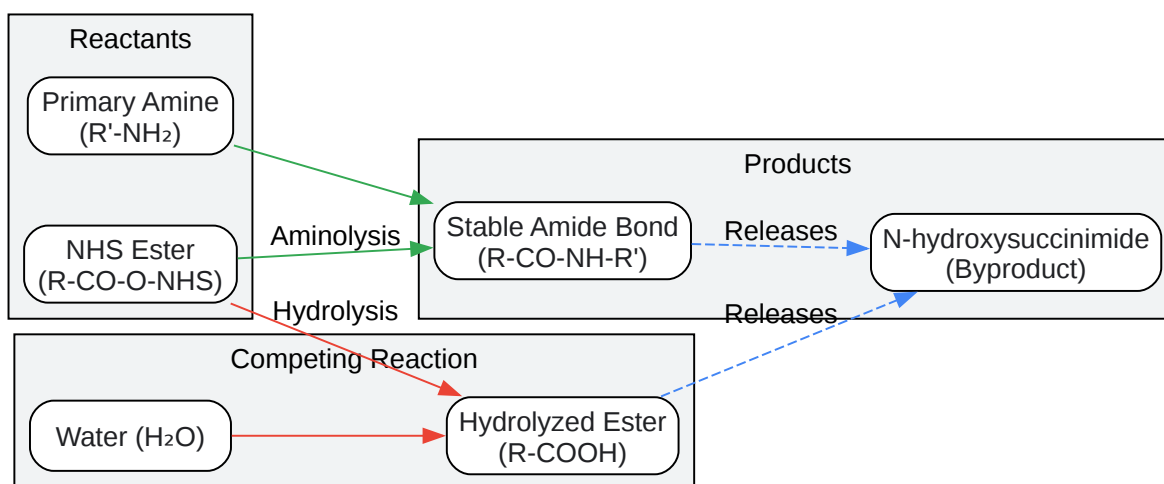 Reactants
Primary Amine
(R'-NH₂)
NHS Ester
(R-CO-O-NHS)
Aminolysis
Hydrolysis
Products
Stable Amide Bond
(R-CO-NH-R')
Releases
N-hydroxysuccinimide
(Byproduct)
Releases
Competing Reaction
Water (H₂O)
Hydrolyzed Ester
(R-COOH)